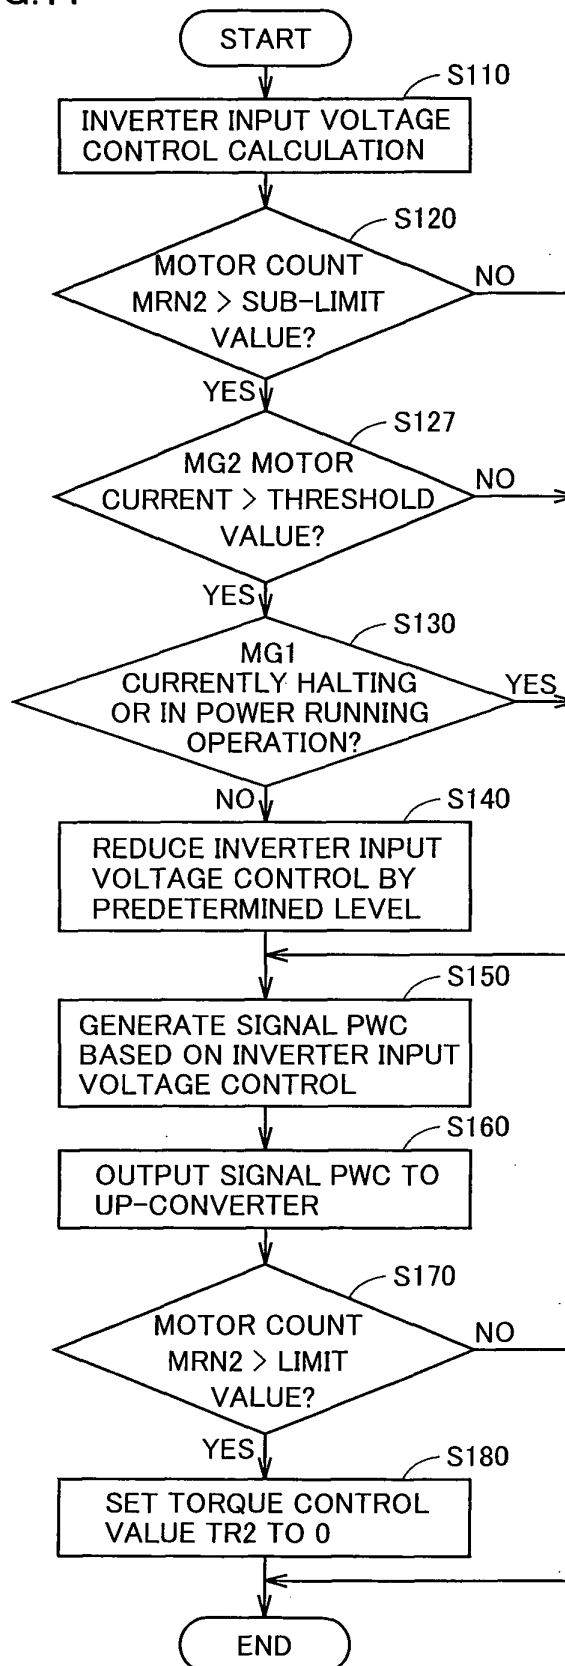 START
S110
INVERTER INPUT VOLTAGE
CONTROL CALCULATION
S120
MOTOR COUNT
MRN2 > SUB-LIMIT
VALUE?
NO
YES
S127
MG2 MOTOR
CURRENT > THRESHOLD
VALUE?
NO
YES
S130
MG1
CURRENTLY HALTING
OR IN POWER RUNNING
OPERATION?
YES
NO
S140
REDUCE INVERTER INPUT
VOLTAGE CONTROL BY
PREDETERMINED LEVEL
S150
GENERATE SIGNAL PWC
BASED ON INVERTER INPUT
VOLTAGE CONTROL
S160
OUTPUT SIGNAL PWC TO
UP-CONVERTER
S170
MOTOR COUNT
MRN2 > LIMIT
VALUE?
NO
YES
S180
SET TORQUE CONTROL
VALUE TR2 TO 0
END